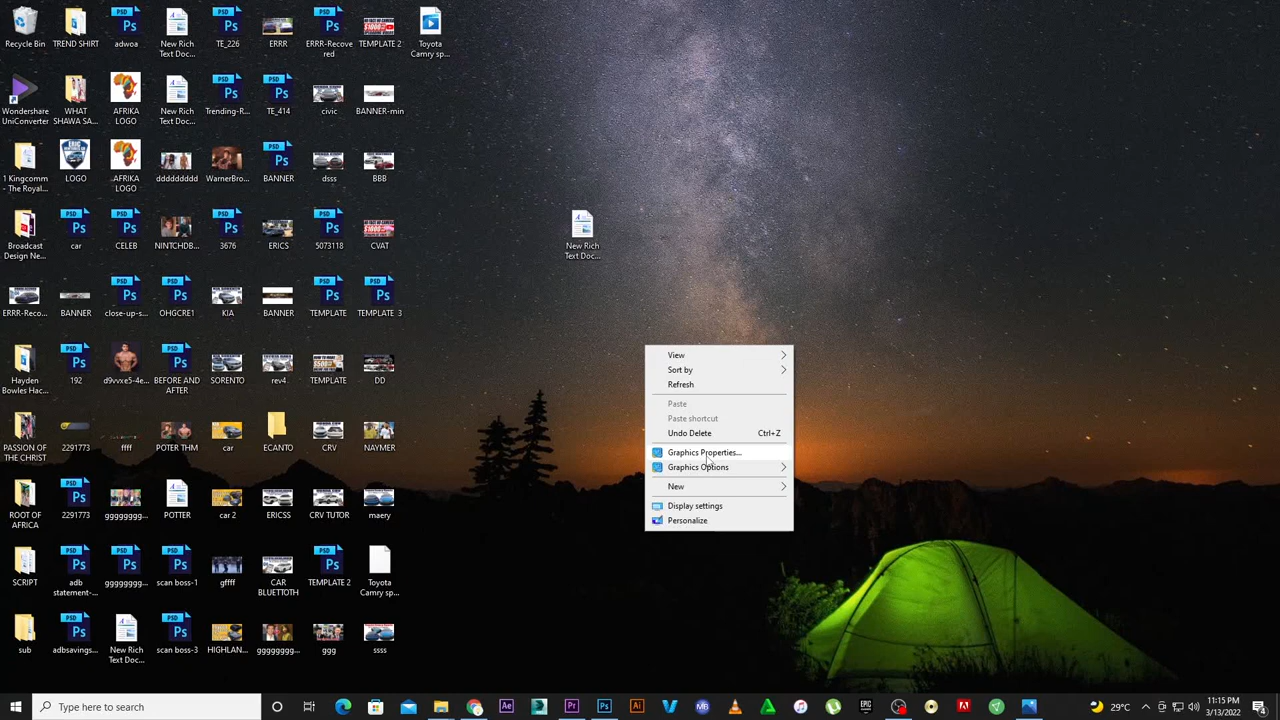 Recycle Bin
TREND SHIRT
adwoa
New Rich
Text Doc...
TE_226
ERRR
ERRR-Recove
red
TEMPLATE 2
Toyota
Camry sp...
Wondershare
UniConverter
WHAT
SHAWA SA...
AFRIKA
LOGO
New Rich
Text Doc...
Trending-R...
TE_414
civic
BANNER-min
1 Kingcomm
- The Royal...
LOGO
AFRIKA
LOGO
dddddddd
WarnerBro...
BANNER
dsss
BBB
Broadcast
Design Ne...
car
CELEB
NINTCHDB...
3676
ERICS
5073118
CVAT
New Rich
Text Doc...
ERRR-Reco...
BANNER
close-up-s...
OHGCRE1
KIA
BANNER
TEMPLATE
TEMPLATE 3
Hayden
Bowles Hac...
192
d9vvxe5-4e...
BEFORE AND
AFTER
SORENTO
rev4
TEMPLATE
DD
PASSION OF
THE CHRIST
2291773
ffff
POTER THM
car
ECANTO
CRV
NAYMER
ROOT OF
AFRICA
2291773
gggggggg...
POTTER
car 2
ERICSS
CRV TUTOR
maery
SCRIPT
adb
statement-...
gggggggg...
scan boss-1
gffff
CAR
BLUETTOTH
TEMPLATE 2
Toyota
Camry sp...
sub
adbsavings...
New Rich
Text Doc...
scan boss-3
HIGHLAN...
gggggggg...
ggg
ssss
View
Sort by
Refresh
Paste
Paste shortcut
Undo Delete Ctrl+Z
Graphics Properties...
Graphics Options
New
Display settings
Personalize
Type here to search
29°C
11:15 PM
3/13/2022